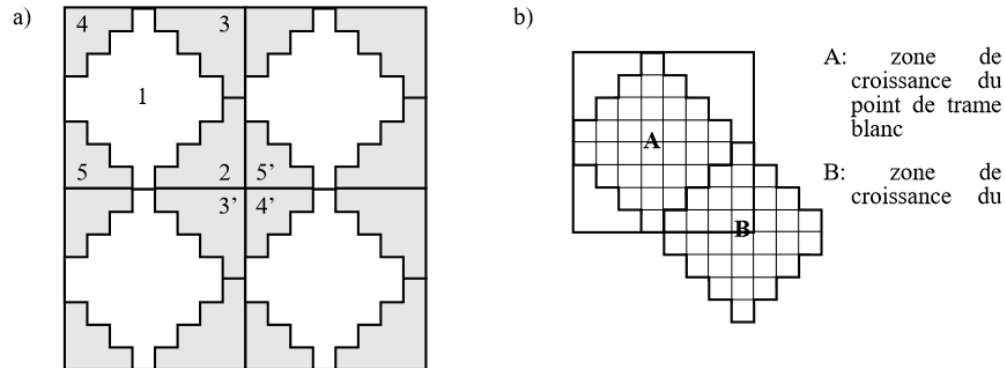 a)
4
3
1
5
2
5'
3'
4'
b)
A
B
A: zone de
croissance du
point de trame
blanc
B: zone de
croissance du